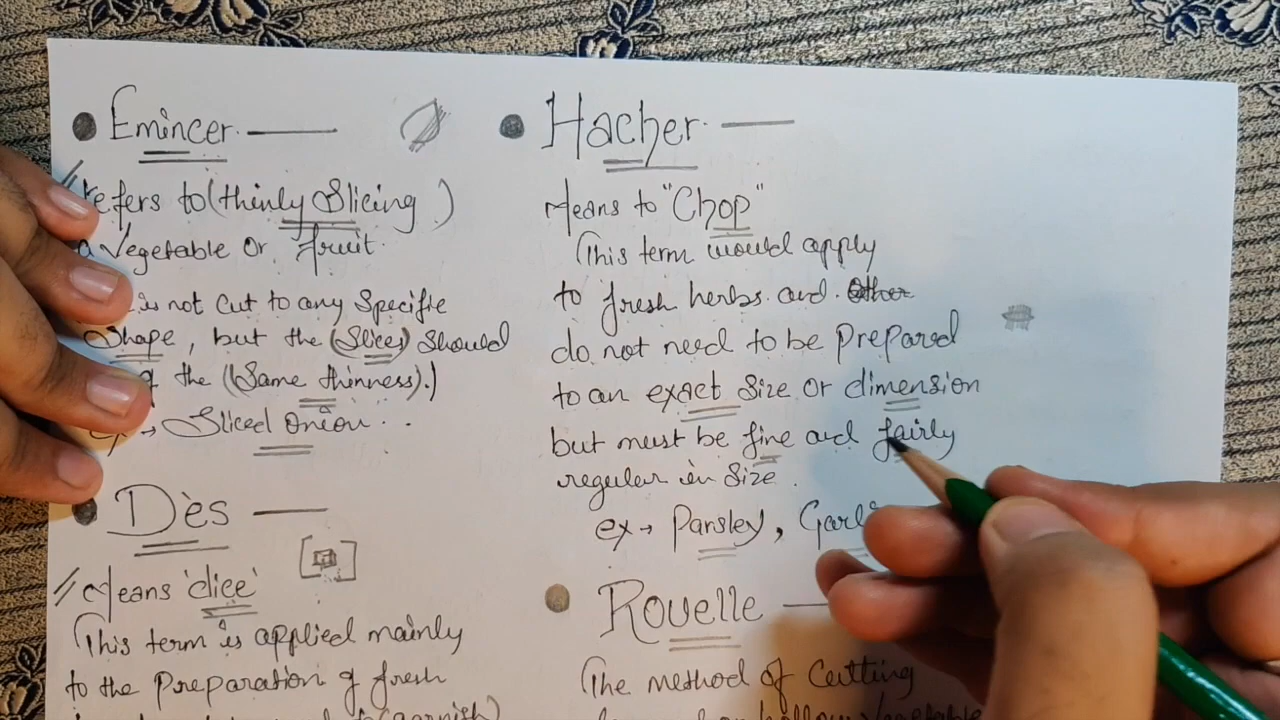 Emincer
refers to (thinly Slicing)
a Vegetable or fruit.
is not cut to any Specific
Shape, but the (Slices) Should
the (Same thinness).)
→ Sliced Onion..
Dès
Means 'dice'
This term is applied mainly
to the Preparation of fresh
(garnish)
Hacher
Means to "Chop"
This term would apply
to fresh herbs and other
do not need to be prepared
to an exact size or dimension
but must be fine and fairly
regular in Size.
ex → Parsley, Garl
Rouelle
The method of Cutting